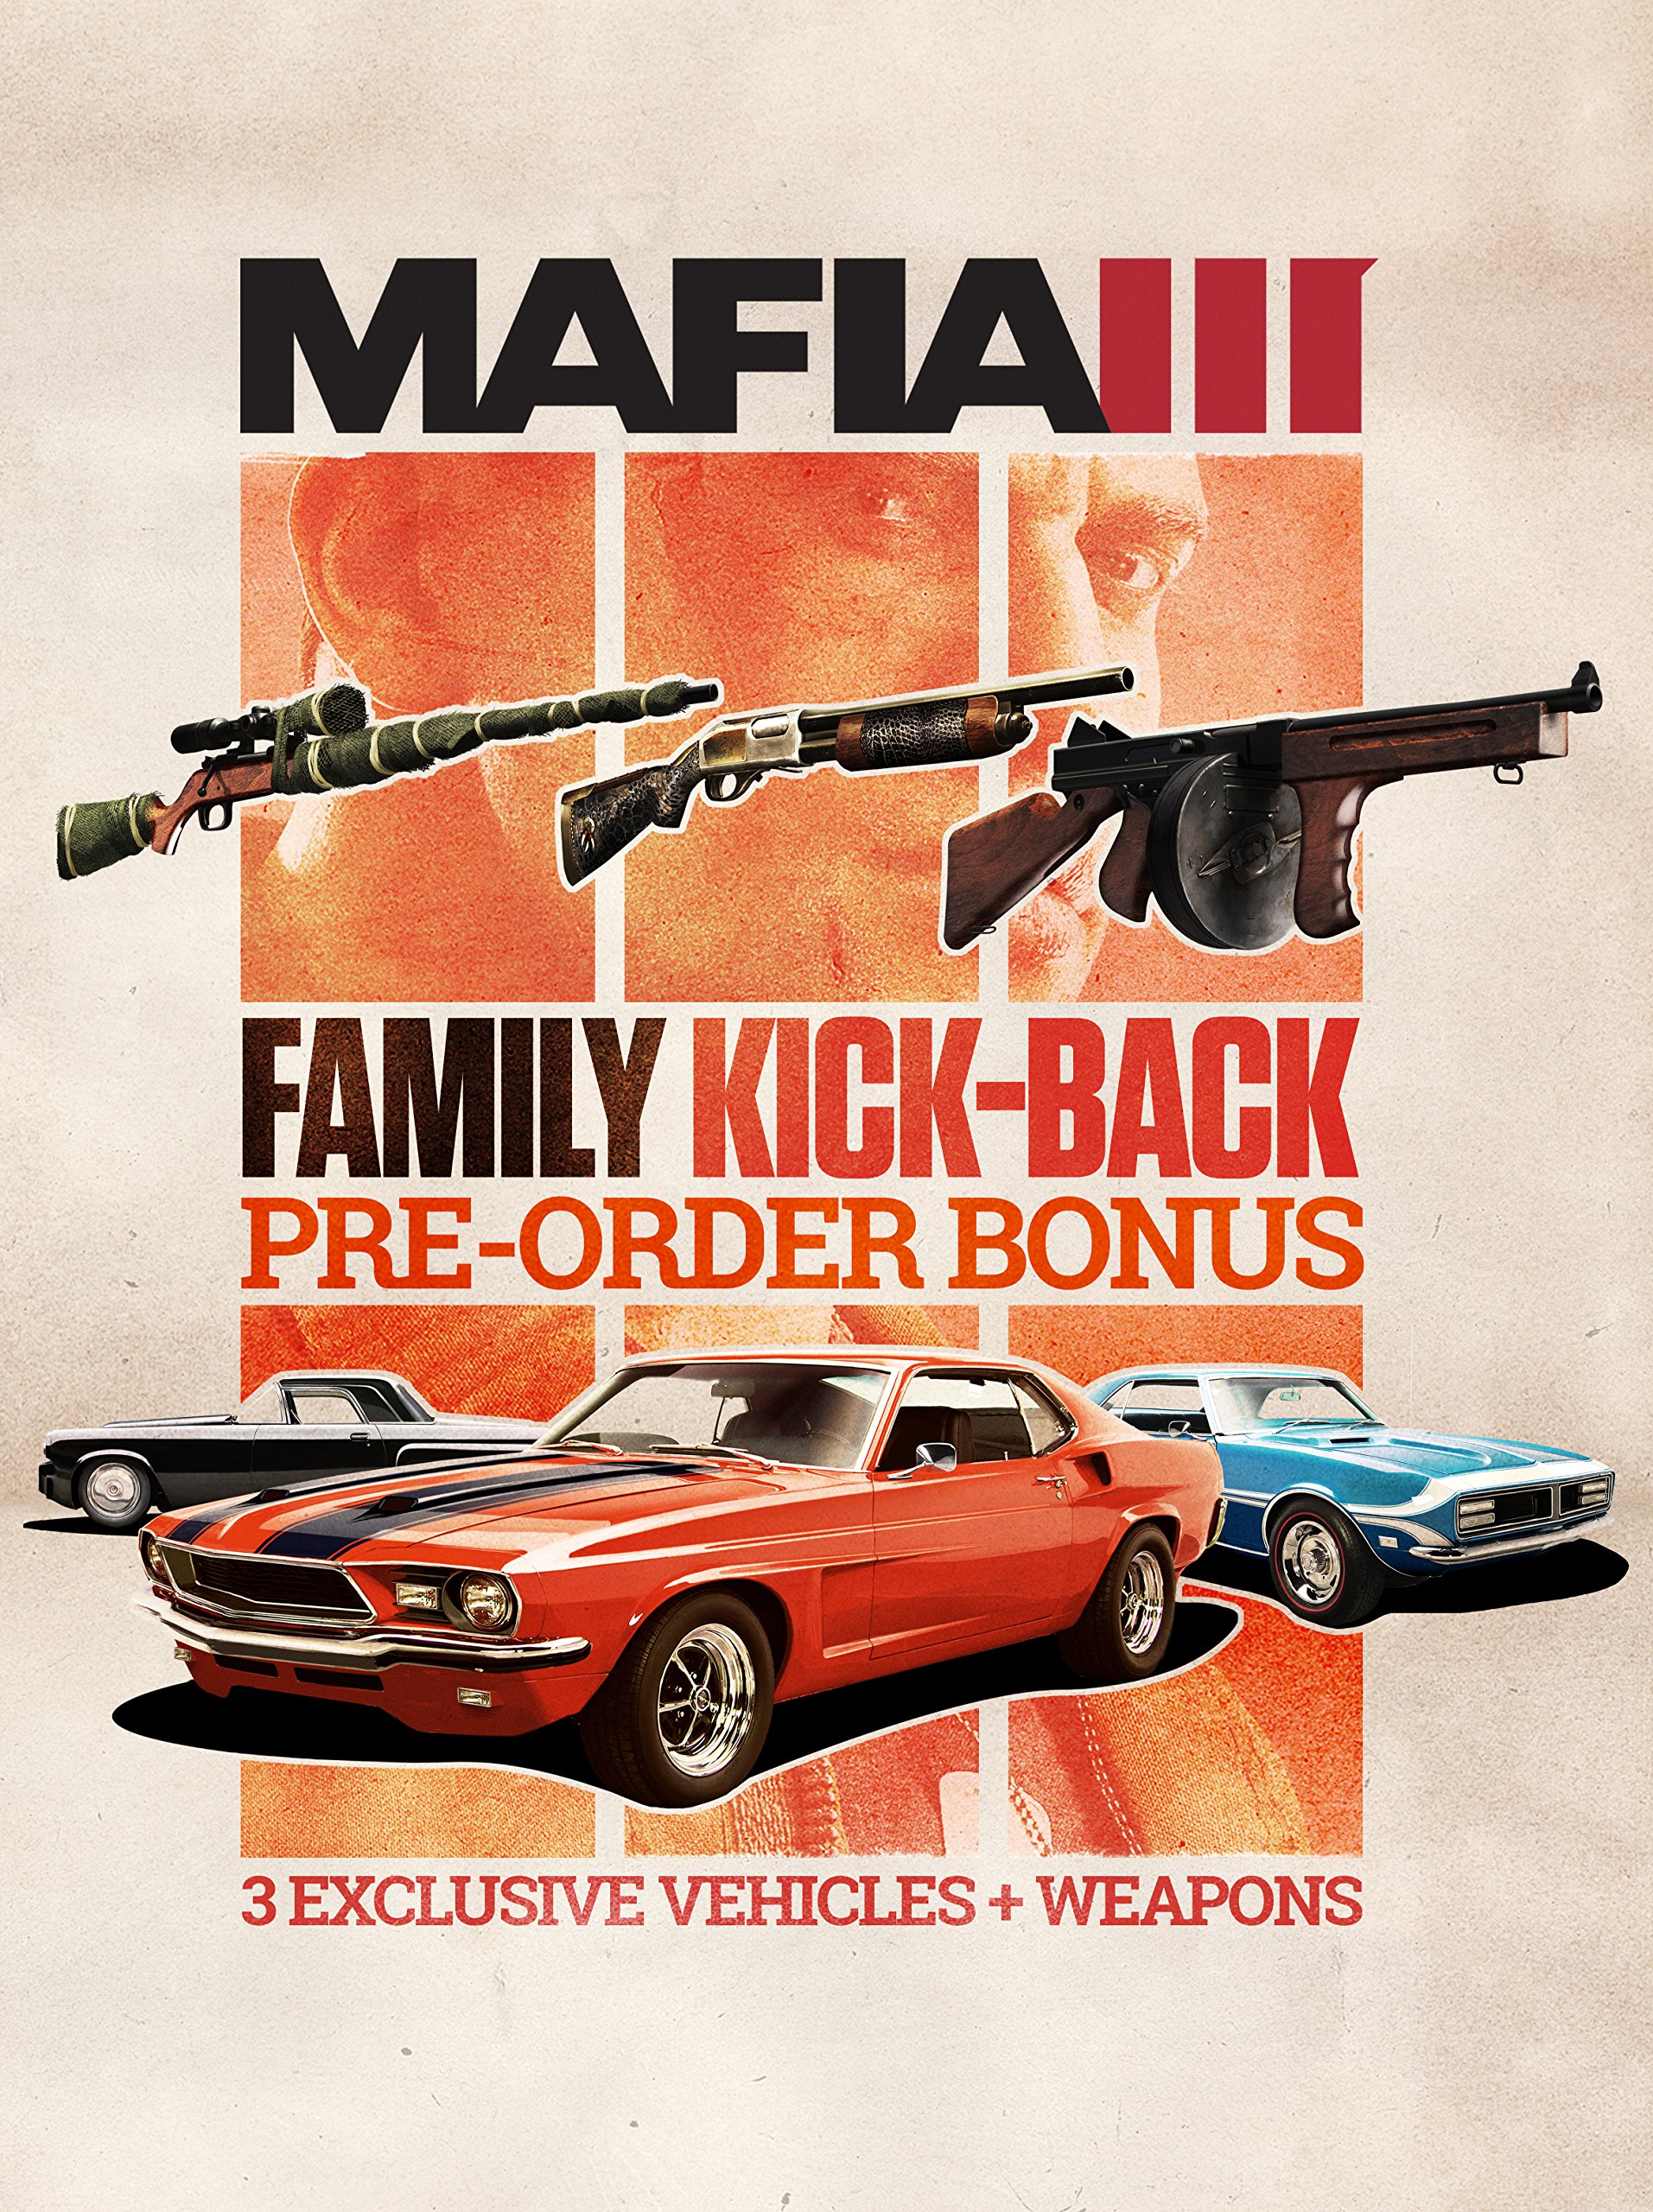 MAFIA III
FAMILY KICK-BACK
PRE-ORDER BONUS
3 EXCLUSIVE VEHICLES + WEAPONS